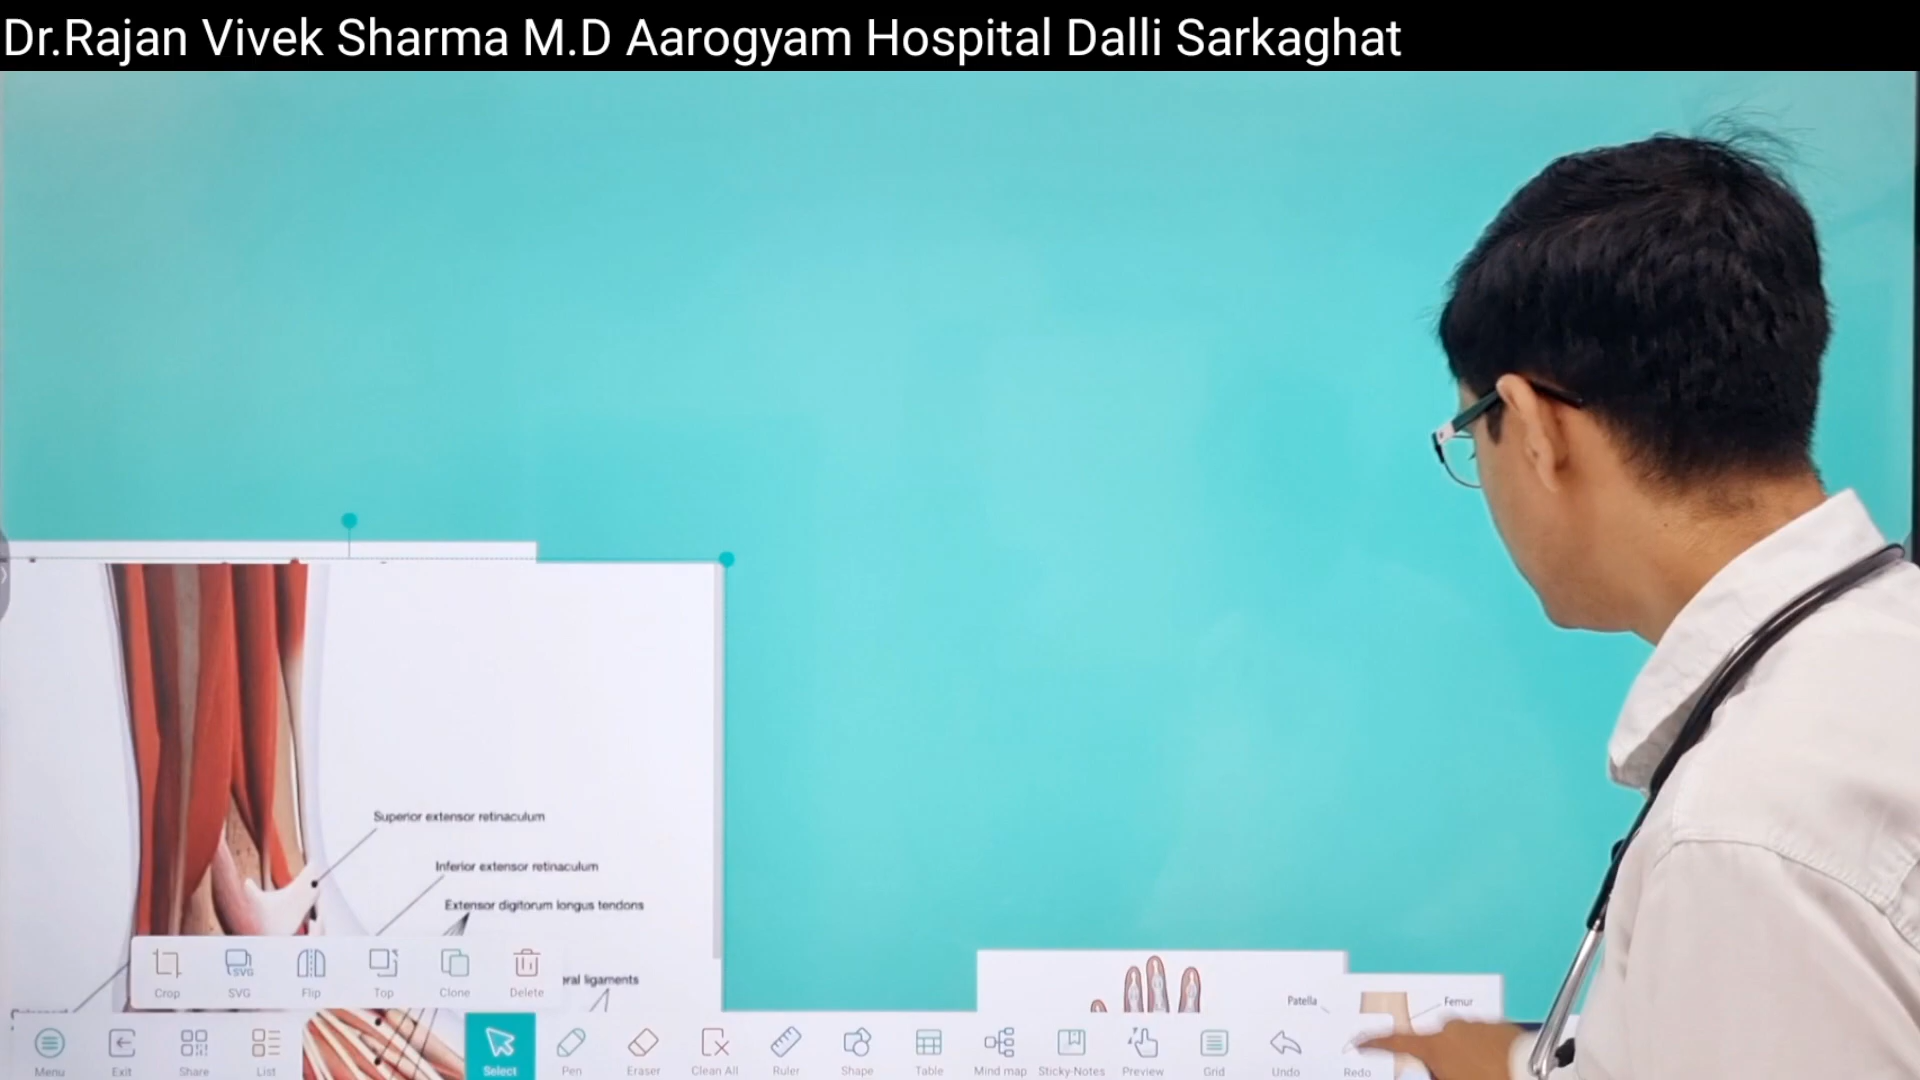 Dr.Rajan Vivek Sharma M.D Aarogyam Hospital Dalli Sarkaghat
Superior extensor retinaculum
Inferior extensor retinaculum
Extensor digitorum longus tendons
ligaments
Crop
SVG
SVG
Flip
Top
Clone
Delete
Patella
Femur
Menu
Exit
Share
List
Select
Pen
Eraser
Clean All
Ruler
Shape
Table
Mind map
Sticky-Notes
Preview
Grid
Undo
Redo